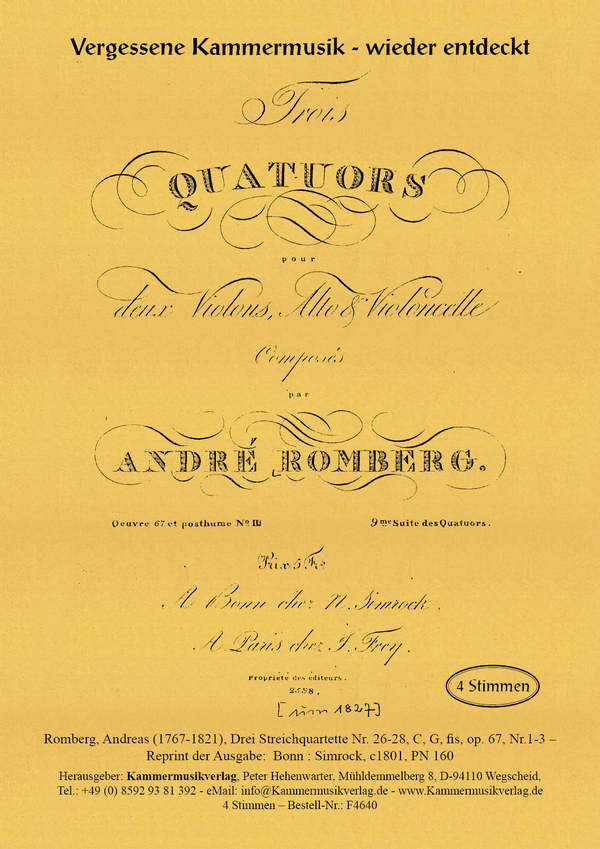 Vergessene Kammermusik - wieder entdeckt
Trois
QUATUORS
pour
deux Violons, Alto & Violoncelle
Composés
par
ANDRÉ ROMBERG.
Oeuvre 67 et posthume No III
9me Suite des Quatuors.
Prix 5 Frs
A Bonn chez N. Simrock.
A Paris chez J. Frey.
Propriété des éditeurs.
2598.
[um 1827]
4 Stimmen
Romberg, Andreas (1767-1821), Drei Streichquartette Nr. 26-28, C, G, fis, op. 67, Nr.1-3 –
Reprint der Ausgabe: Bonn : Simrock, c1801, PN 160
Herausgeber: Kammermusikverlag, Peter Hehenwarter, Mühldemmelberg 8, D-94110 Wegscheid,
Tel.: +49 (0) 8592 93 81 392 - eMail: info@Kammermusikverlag.de - www.Kammermusikverlag.de
4 Stimmen – Bestell-Nr.: F4640